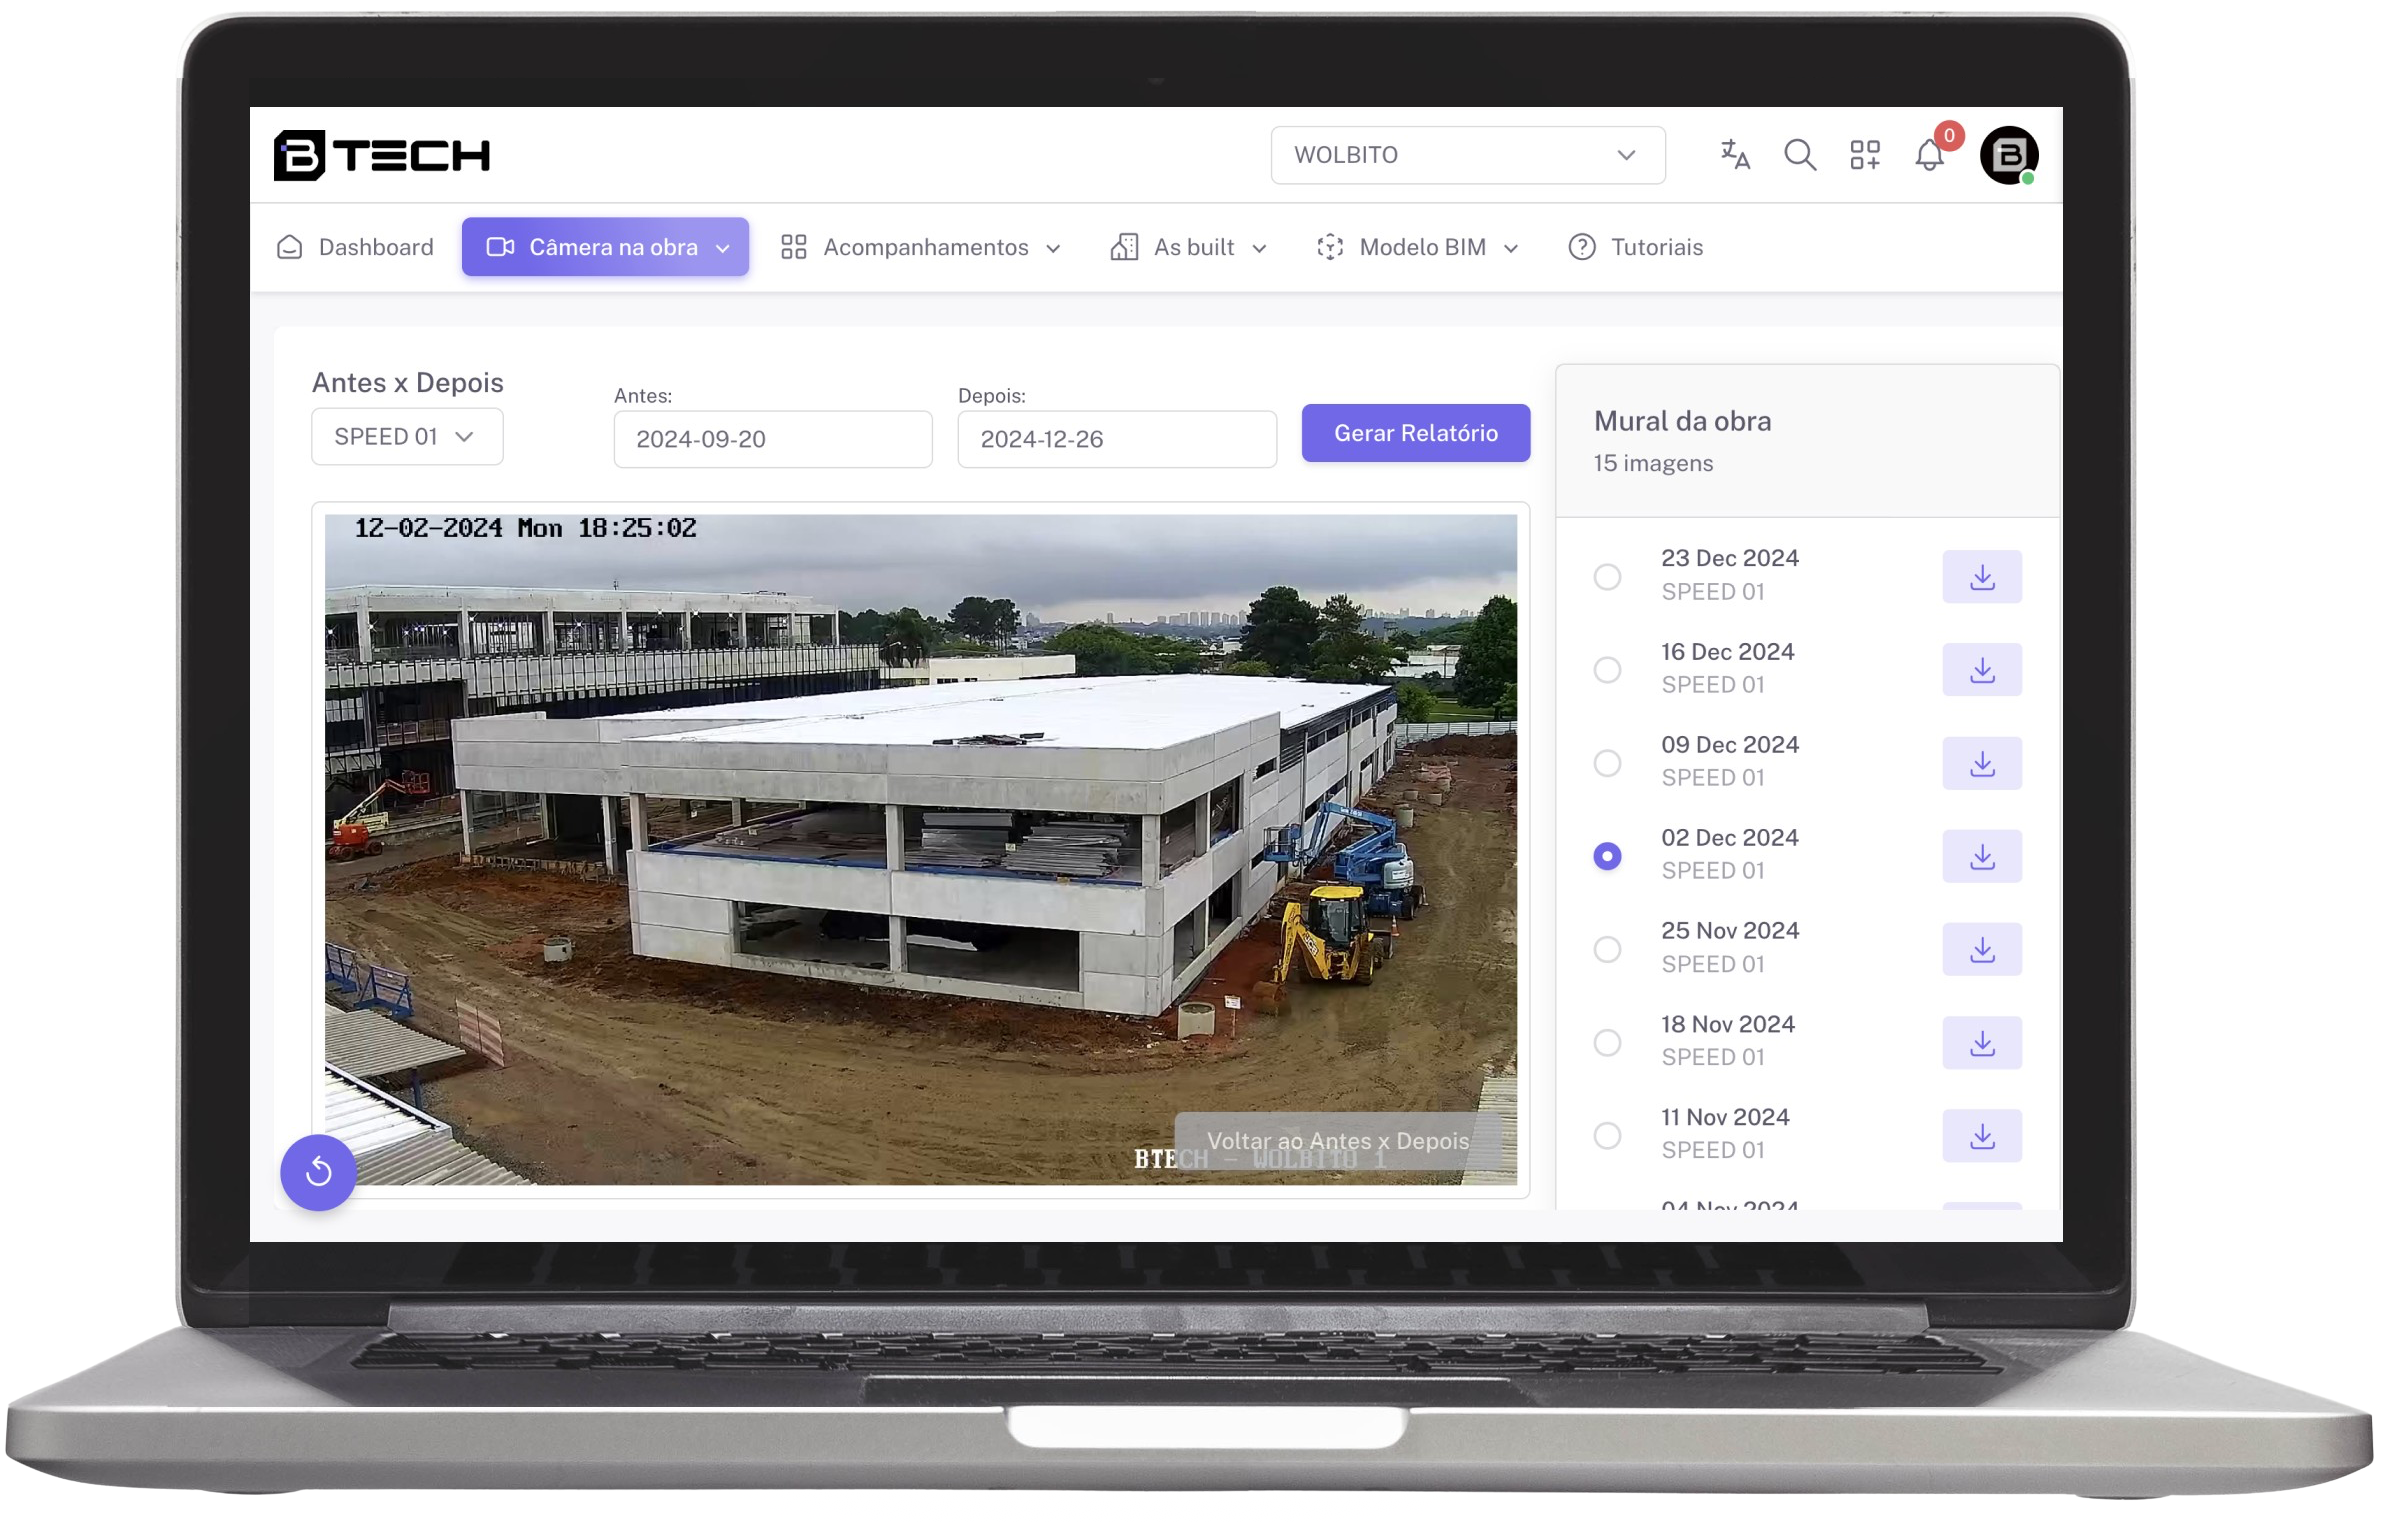 B TECH
WOLBITO
0
Dashboard
Câmera na obra
Acompanhamentos
As built
Modelo BIM
Tutoriais
Antes x Depois
SPEED 01
Antes:
2024-09-20
Depois:
2024-12-26
Gerar Relatório
12-02-2024 Mon 18:25:02
Voltar ao Antes x Depois
BTECH - WOLBITO 1
Mural da obra
15 imagens
23 Dec 2024
SPEED 01
16 Dec 2024
SPEED 01
09 Dec 2024
SPEED 01
02 Dec 2024
SPEED 01
25 Nov 2024
SPEED 01
18 Nov 2024
SPEED 01
11 Nov 2024
SPEED 01
04 Nov 2024